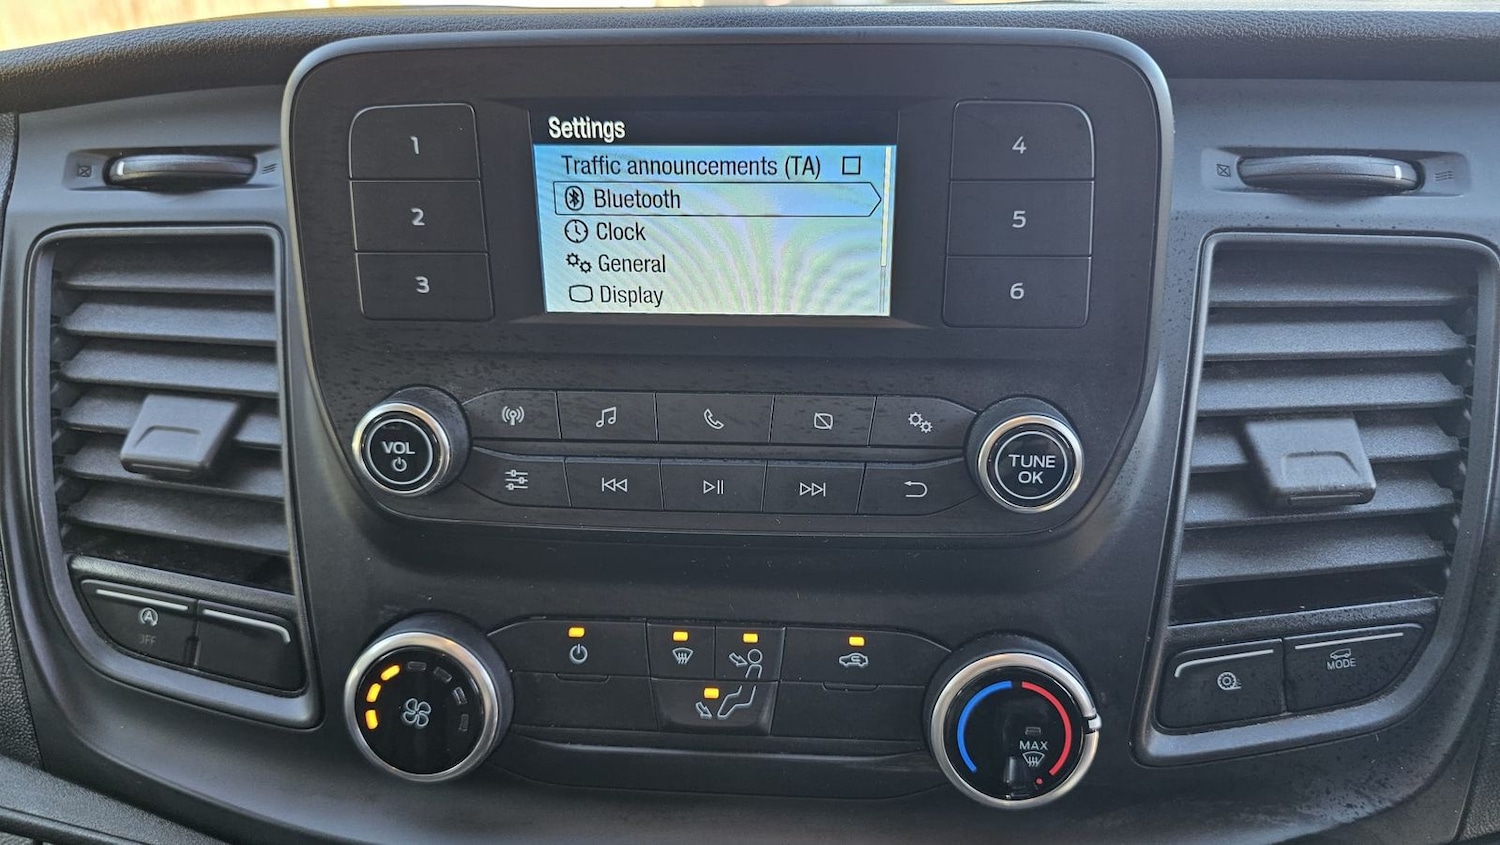 Settings
Traffic announcements (TA)
Bluetooth
Clock
General
Display
1
2
3
4
5
6
VOL
TUNE
OK
A
OFF
MAX
MODE